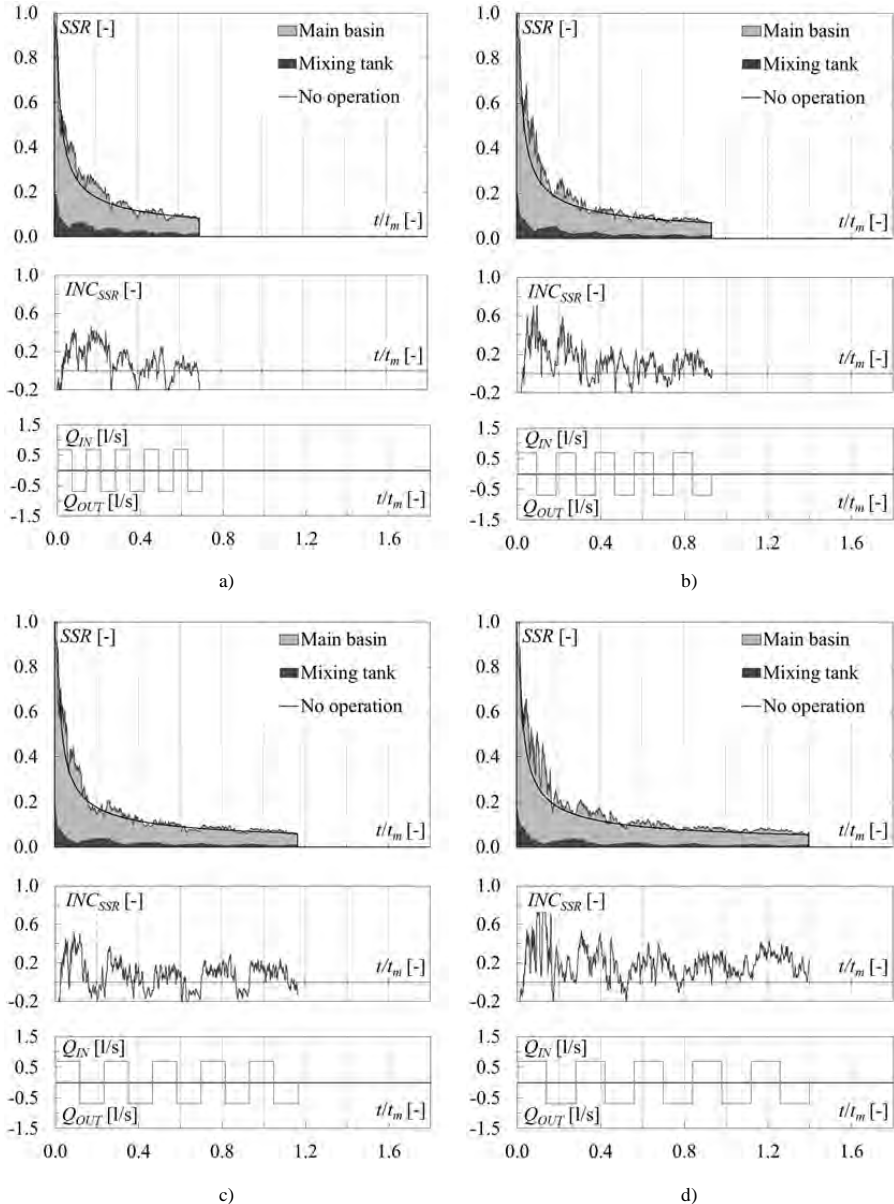 1.0
SSR [-]
Main basin
0.8
Mixing tank
0.6
No operation
0.4
0.2
t/tm [-]
0.0
1.0
INCSSR [-]
0.6
0.2
t/tm [-]
-0.2
1.5
QIN [l/s]
0.5
-0.5
QOUT [l/s]
t/tm [-]
-1.5
0.0 0.4 0.8 1.2 1.6
a)
1.0
SSR [-]
Main basin
0.8
Mixing tank
0.6
No operation
0.4
0.2
t/tm [-]
0.0
1.0
INCSSR [-]
0.6
0.2
t/tm [-]
-0.2
1.5
QIN [l/s]
0.5
-0.5
QOUT [l/s]
t/tm [-]
-1.5
0.0 0.4 0.8 1.2 1.6
b)
1.0
SSR [-]
Main basin
0.8
Mixing tank
0.6
No operation
0.4
0.2
t/tm [-]
0.0
1.0
INCSSR [-]
0.6
0.2
t/tm [-]
-0.2
1.5
QIN [l/s]
0.5
-0.5
QOUT [l/s]
t/tm [-]
-1.5
0.0 0.4 0.8 1.2 1.6
c)
1.0
SSR [-]
Main basin
0.8
Mixing tank
0.6
No operation
0.4
0.2
t/tm [-]
0.0
1.0
INCSSR [-]
0.6
0.2
t/tm [-]
-0.2
1.5
QIN [l/s]
0.5
-0.5
QOUT [l/s]
t/tm [-]
-1.5
0.0 0.4 0.8 1.2 1.6
d)